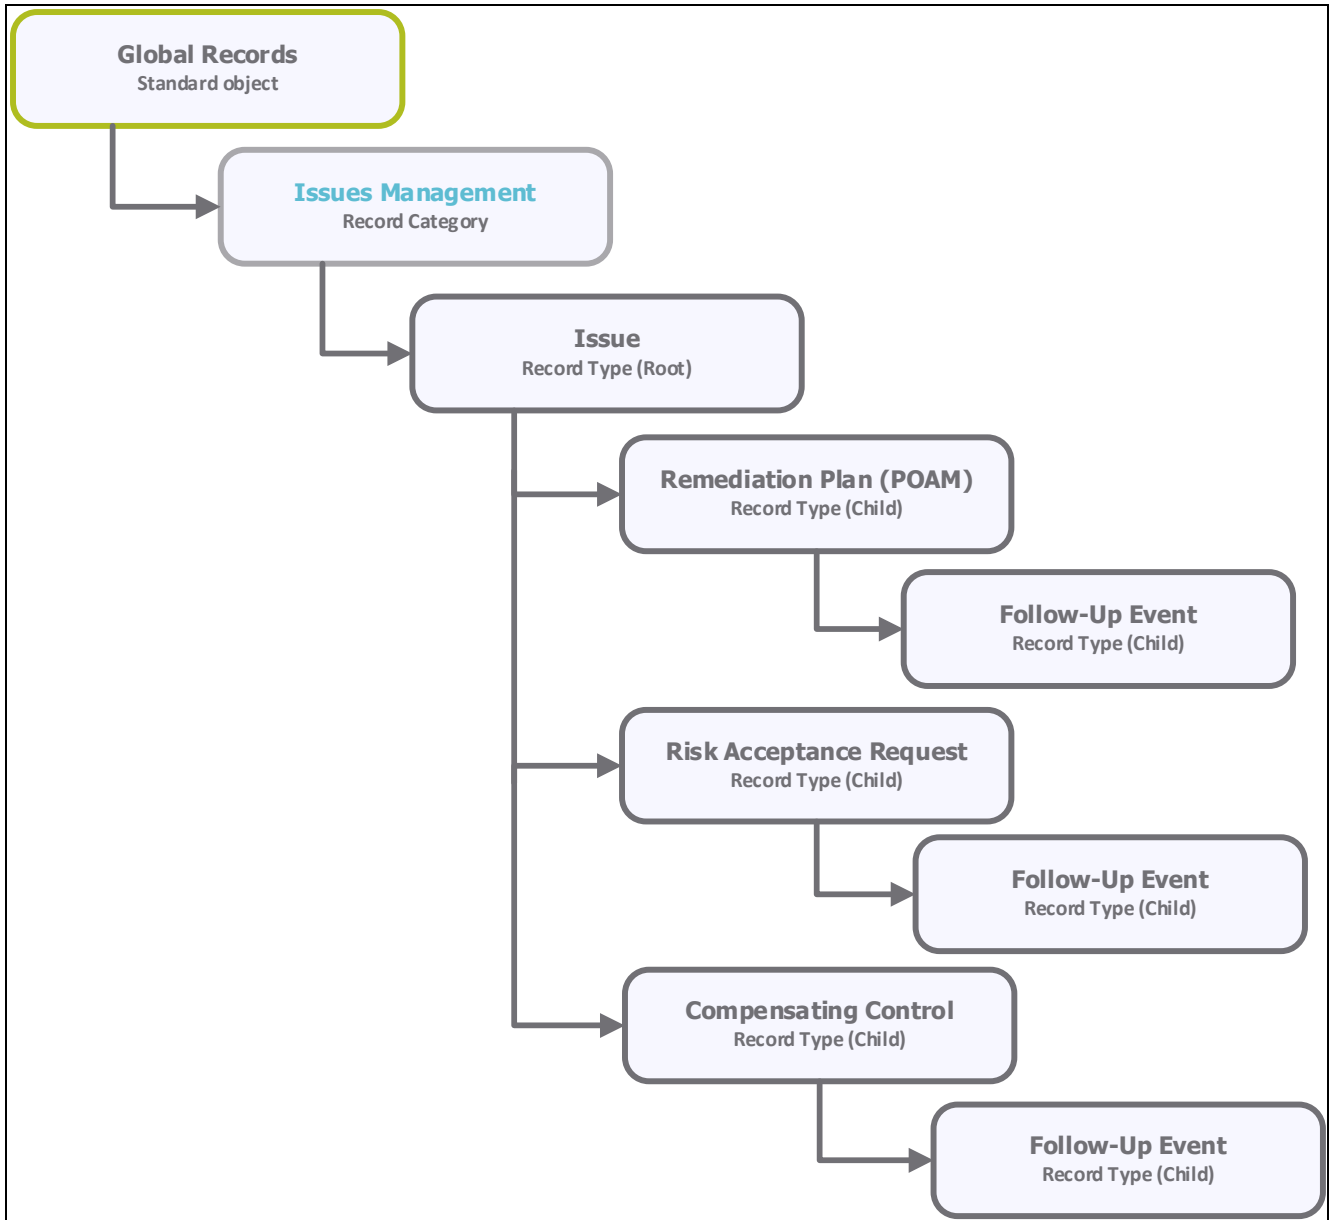 Global Records
Standard object
Issues Management
Record Category
Issue
Record Type (Root)
Remediation Plan (POAM)
Record Type (Child)
Follow-Up Event
Record Type (Child)
Risk Acceptance Request
Record Type (Child)
Follow-Up Event
Record Type (Child)
Compensating Control
Record Type (Child)
Follow-Up Event
Record Type (Child)